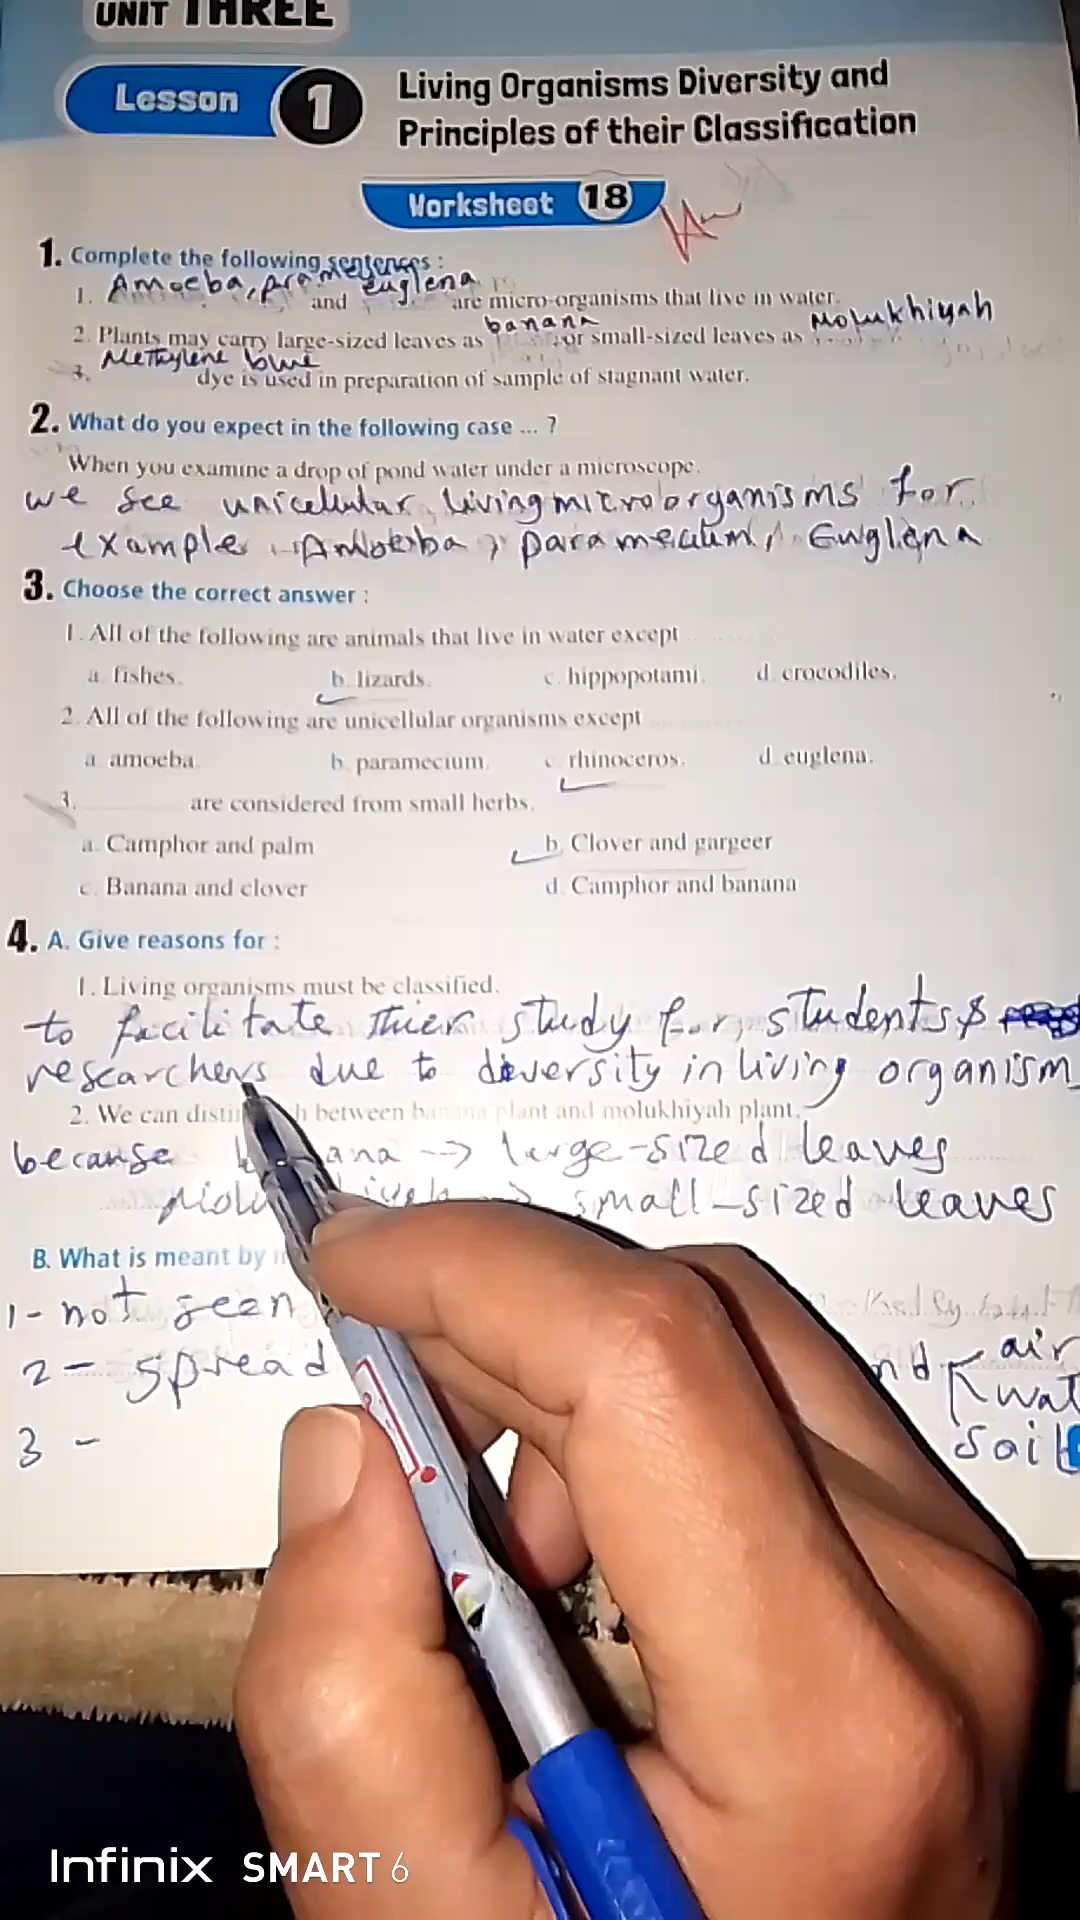 UNIT THREE
Lesson 1 Living Organisms Diversity and
Principles of their Classification
Worksheet 18
1. Complete the following sentences :
Amoeba, euglena
1. and are micro-organisms that live in water.
banana Molukhiyah
2. Plants may carry large-sized leaves as or small-sized leaves as
Methylene blue
3. dye is used in preparation of sample of stagnant water.
2. What do you expect in the following case ... ?
When you examine a drop of pond water under a microscope.
we see unicellular living microorganisms for
example paramecium, Euglena
3. Choose the correct answer :
1. All of the following are animals that live in water except
a. fishes. b. lizards. c. hippopotami. d. crocodiles.
2. All of the following are unicellular organisms except
a. amoeba. b. paramecium. c. rhinoceros. d. euglena.
3. are considered from small herbs.
a. Camphor and palm b. Clover and gargeer
c. Banana and clover d. Camphor and banana
4. A. Give reasons for :
1. Living organisms must be classified.
to facilitate thier study for students &
researchers due to diversity in living organism
2. We can between banana plant and molukhiyah plant.
because → large-sized leaves
→ small-sized leaves
B. What is meant by
1- not seen
2- spread air
wat
3- soil
Infinix SMART 6